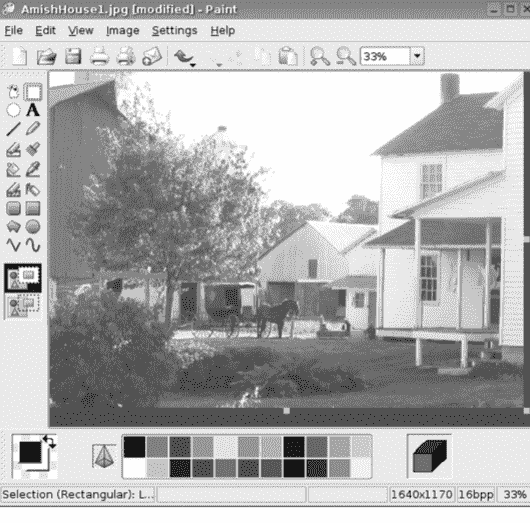 AmishHouse1.jpg [modified] - Paint
File Edit View Image Settings Help
33%
A
Selection (Rectangular): L...
1640x1170 16bpp 33%